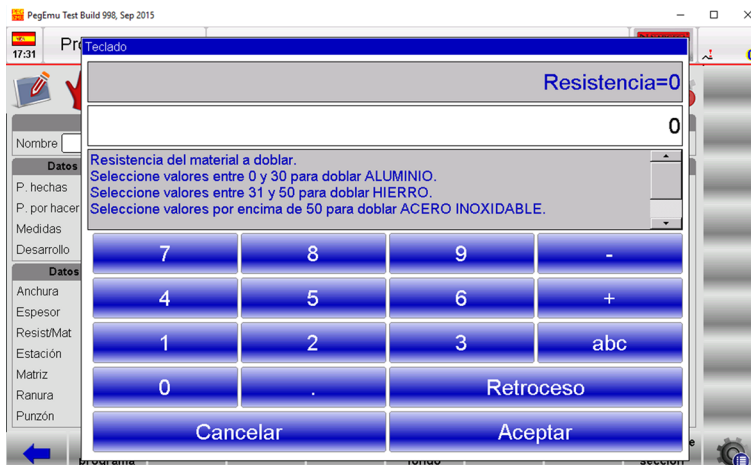 PegEmu Test Build 998, Sep 2015
17:31
Teclado
Resistencia=0
0
Resistencia del material a doblar.
Seleccione valores entre 0 y 30 para doblar ALUMINIO.
Seleccione valores entre 31 y 50 para doblar HIERRO.
Seleccione valores por encima de 50 para doblar ACERO INOXIDABLE.
Nombre
Datos
P. hechas
P. por hacer
Medidas
Desarrollo
Datos
Anchura
Espesor
Resist/Mat
Estación
Matriz
Ranura
Punzón
7 8 9 -
4 5 6 +
1 2 3 abc
0 . Retroceso
Cancelar Aceptar
programa fondo sección